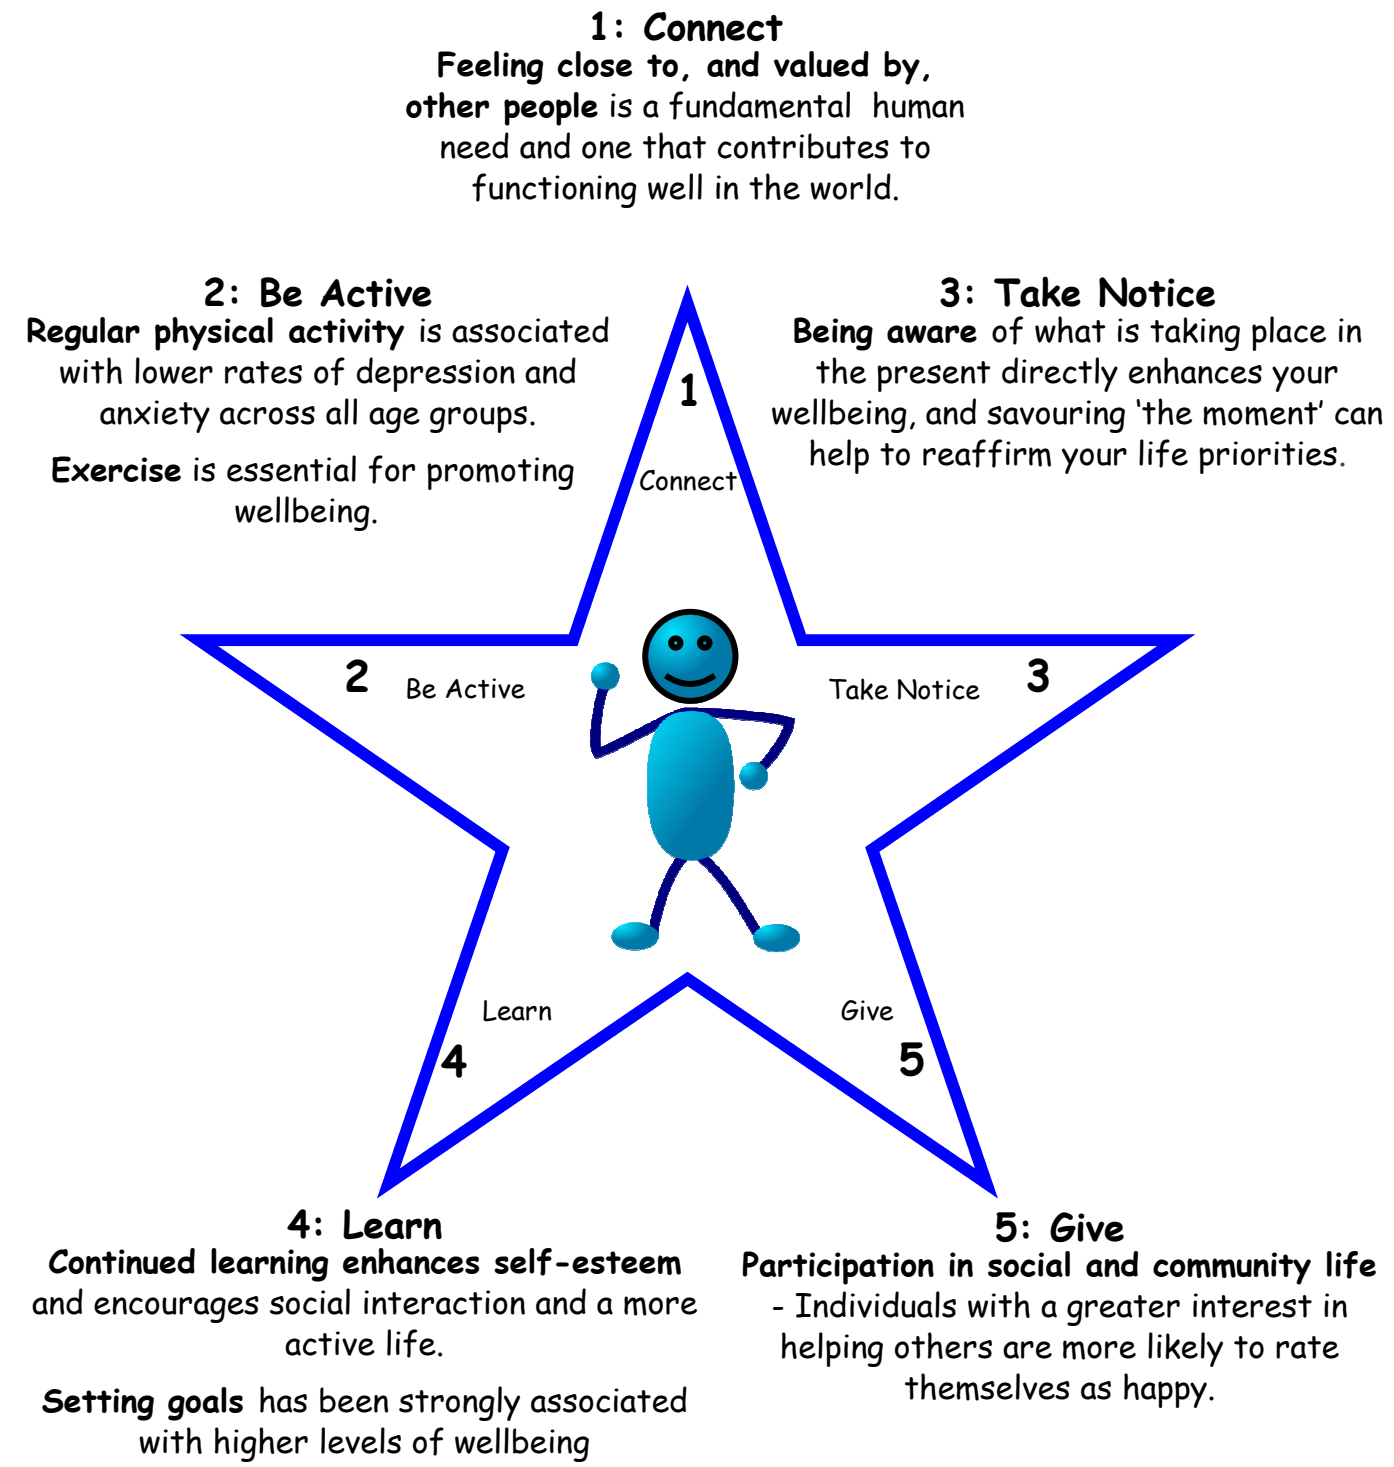 1: Connect
Feeling close to, and valued by,
other people is a fundamental human
need and one that contributes to
functioning well in the world.
2: Be Active
Regular physical activity is associated
with lower rates of depression and
anxiety across all age groups.
Exercise is essential for promoting
wellbeing.
3: Take Notice
Being aware of what is taking place in
the present directly enhances your
wellbeing, and savouring ‘the moment’ can
help to reaffirm your life priorities.
1
Connect
2 Be Active
Take Notice 3
Learn
4
Give
5
4: Learn
Continued learning enhances self-esteem
and encourages social interaction and a more
active life.
Setting goals has been strongly associated
with higher levels of wellbeing
5: Give
Participation in social and community life
- Individuals with a greater interest in
helping others are more likely to rate
themselves as happy.